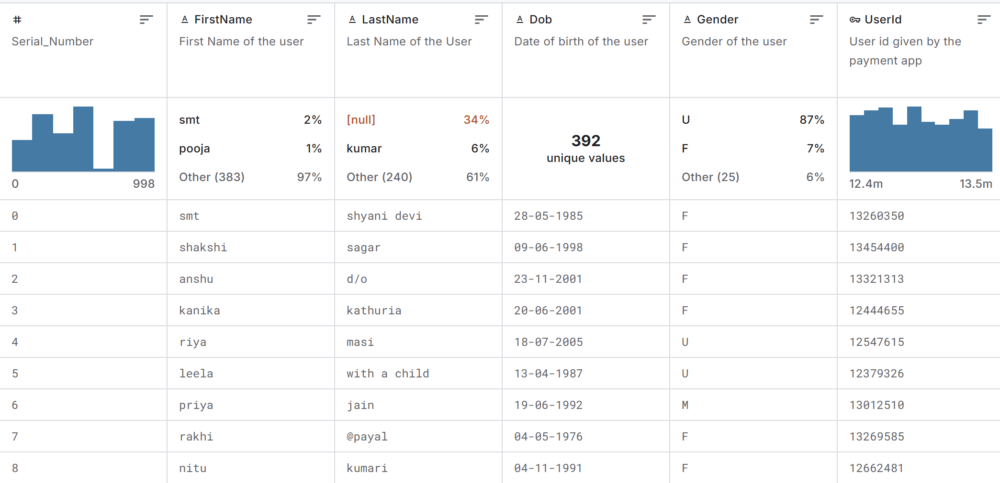 # FirstName LastName Dob Gender UserId
Serial_Number First Name of the user Last Name of the User Date of birth of the user Gender of the user User id given by the
payment app
smt 2% [null] 34% U 87%
392
pooja 1% kumar 6% unique values F 7%
Other (383) 97% Other (240) 61% Other (25) 6%
0 998 12.4m 13.5m
0 smt shyani devi 28-05-1985 F 13260350
1 shakshi sagar 09-06-1998 F 13454400
2 anshu d/o 23-11-2001 F 13321313
3 kanika kathuria 20-06-2001 F 12444655
4 riya masi 18-07-2005 U 12547615
5 leela with a child 13-04-1987 U 12379326
6 priya jain 19-06-1992 M 13012510
7 rakhi @payal 04-05-1976 F 13269585
8 nitu kumari 04-11-1991 F 12662481